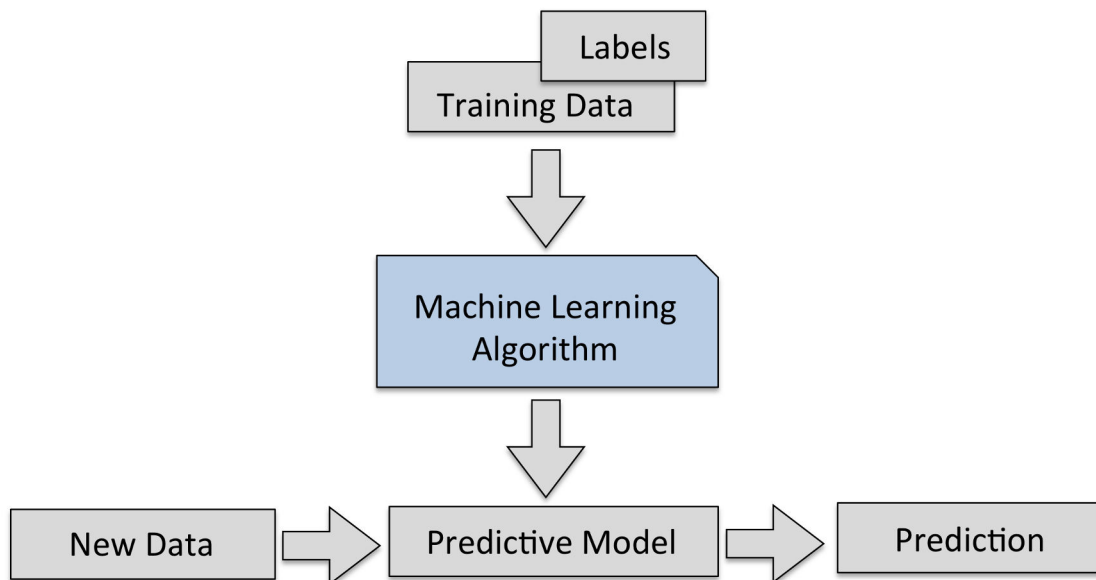 Labels
Training Data
Machine Learning
Algorithm
New Data
Predictive Model
Prediction